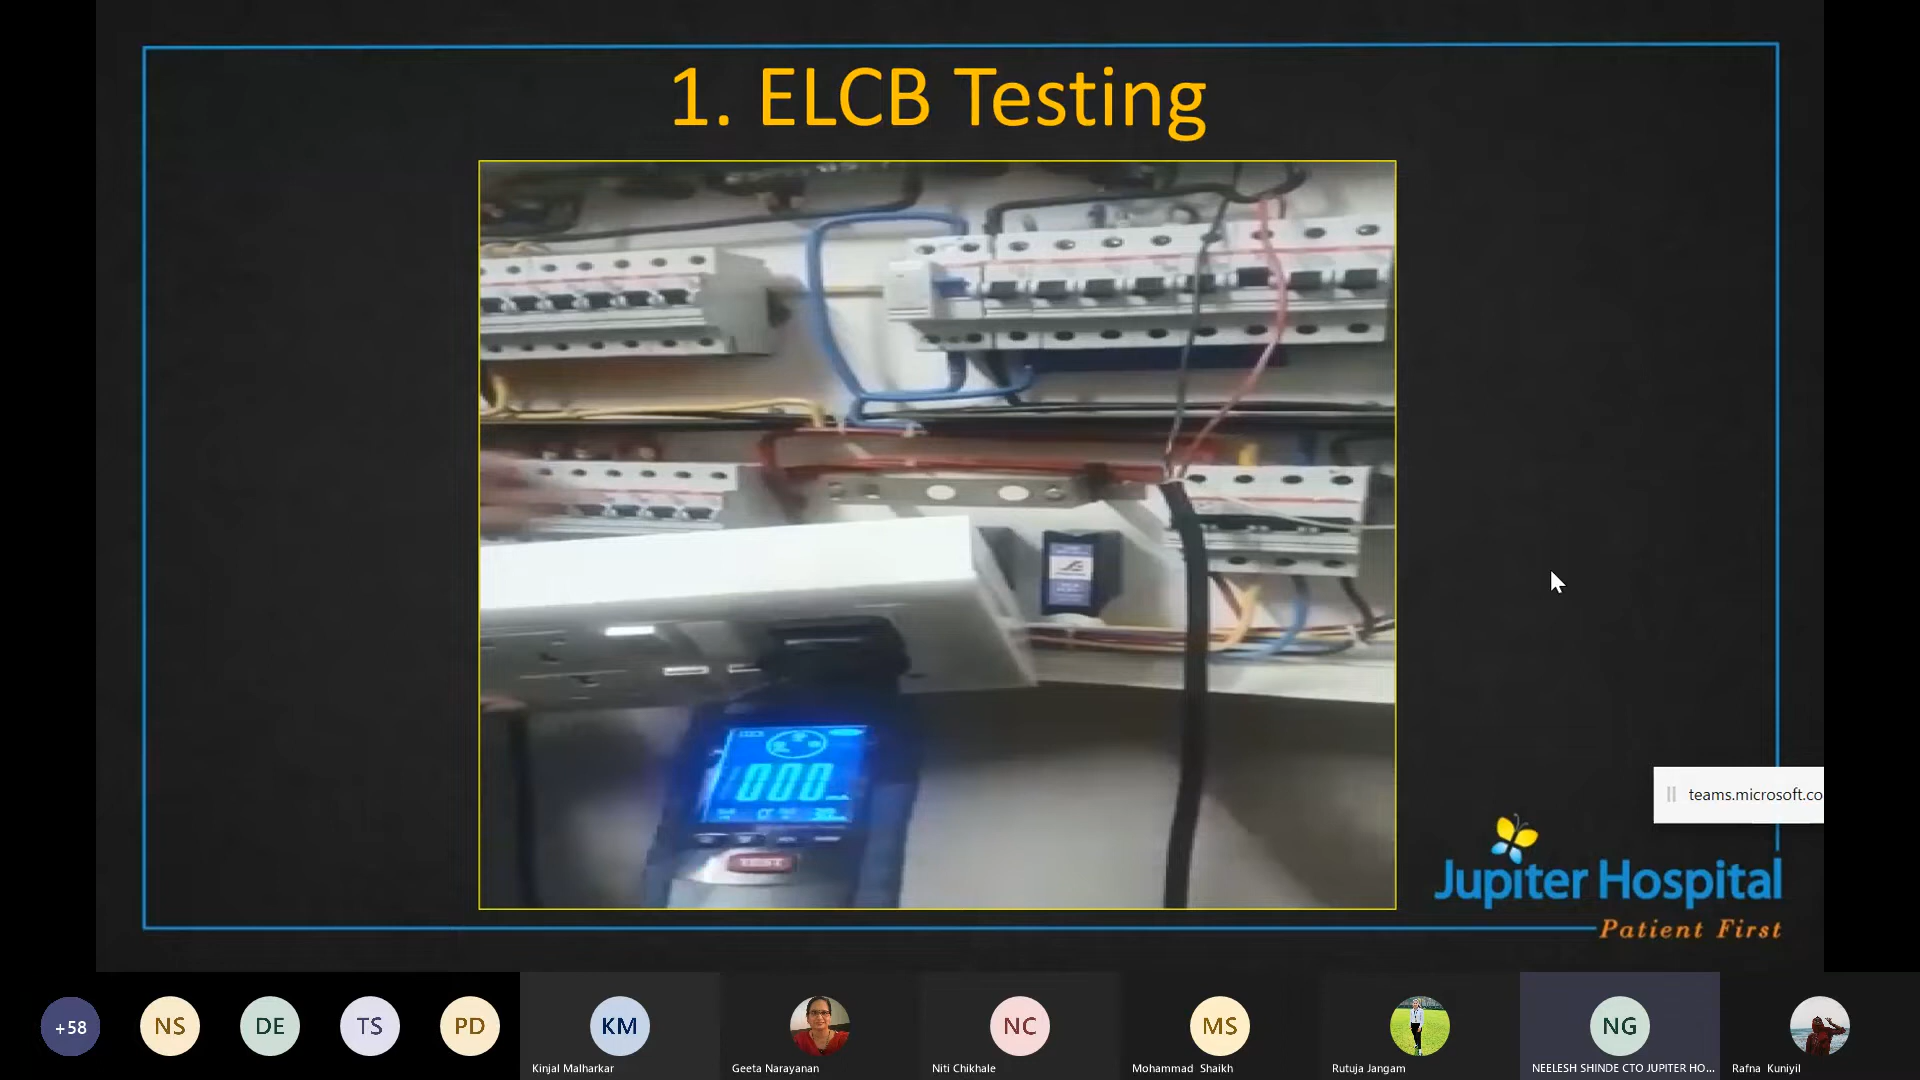 1. ELCB Testing
000
TEST
teams.microsoft.co
Jupiter Hospital
Patient First
+58
NS
DE
TS
PD
KM
NC
MS
NG
Kinjal Malharkar
Geeta Narayanan
Niti Chikhale
Mohammad Shaikh
Rutuja Jangam
NEELESH SHINDE CTO JUPITER HO...
Rafna Kuniyil